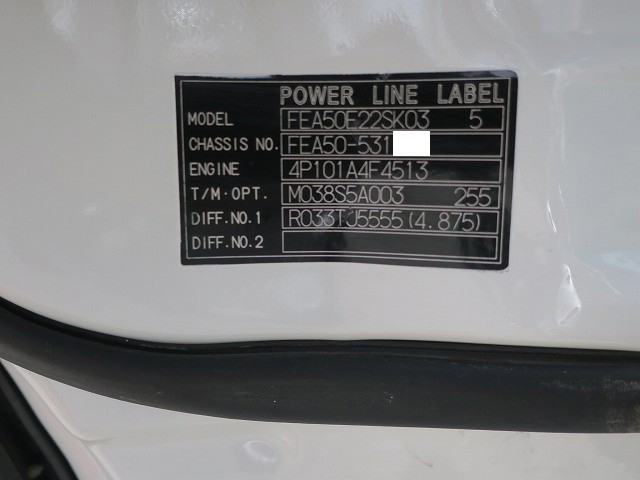 POWER LINE LABEL
MODEL FEA50E22SK03 5
CHASSIS NO. FEA50-531
ENGINE 4P101A4F4513
T/M·OPT. M038S5A003 255
DIFF.NO.1 R033TJ5555(4.875)
DIFF.NO.2